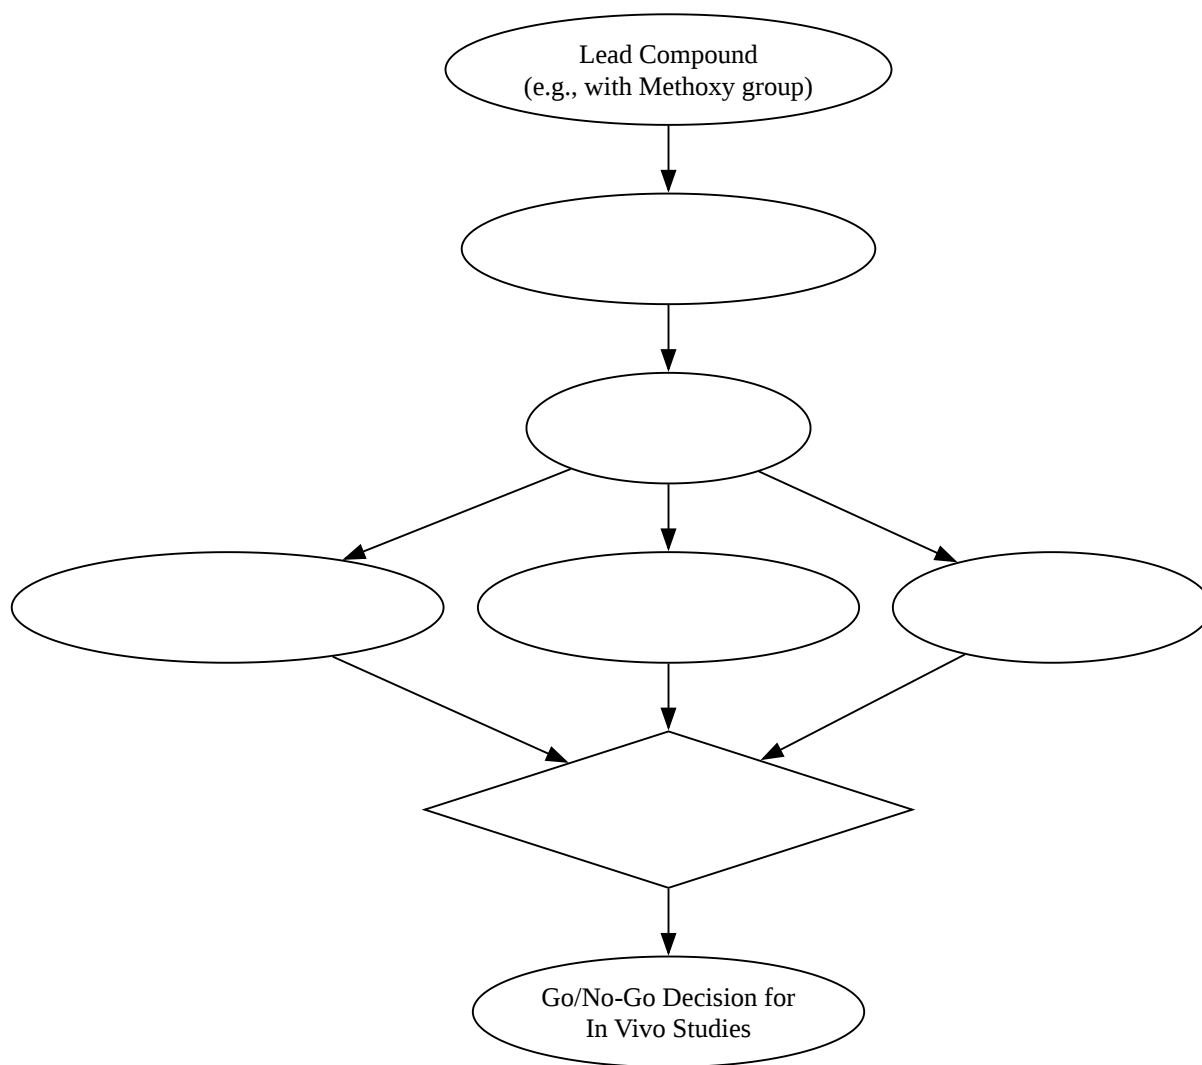 Lead Compound
(e.g., with Methoxy group)
Go/No-Go Decision for
In Vivo Studies